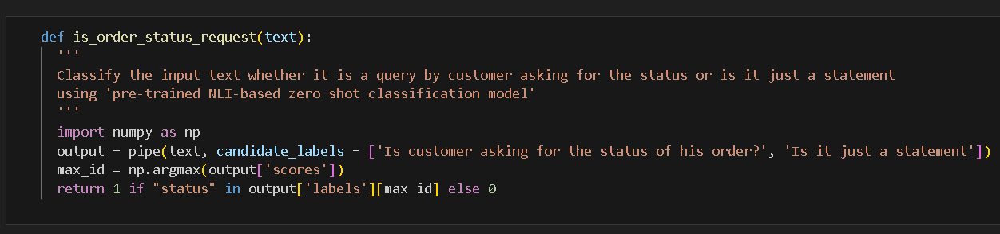 def is_order_status_request(text):
'''
Classify the input text whether it is a query by customer asking for the status or is it just a statement
using 'pre-trained NLI-based zero shot classification model'
'''
import numpy as np
output = pipe(text, candidate_labels = ['Is customer asking for the status of his order?', 'Is it just a statement'])
max_id = np.argmax(output['scores'])
return 1 if "status" in output['labels'][max_id] else 0